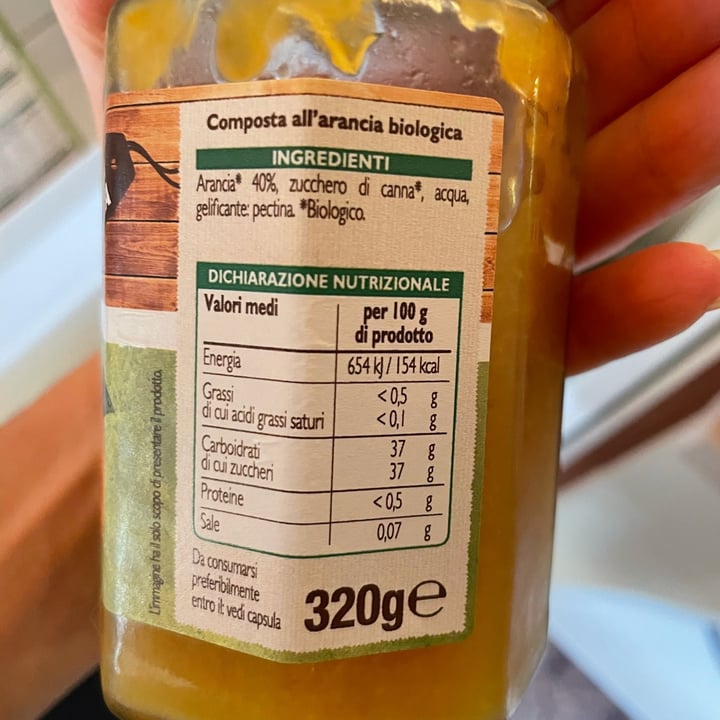 Composta all'arancia biologica
INGREDIENTI
Arancia* 40%, zucchero di canna*, acqua,
gelificante: pectina. *Biologico.
DICHIARAZIONE NUTRIZIONALE
Valori medi per 100 g
di prodotto
Energia 654 kJ / 154 kcal
Grassi <0,5 g
di cui acidi grassi saturi <0,1 g
Carboidrati 37 g
di cui zuccheri 37 g
Proteine <0,5 g
Sale 0,07 g
Da consumarsi
preferibilmente
entro il: vedi capsula
320g℮
L'immagine ha il solo scopo di presentare il prodotto.